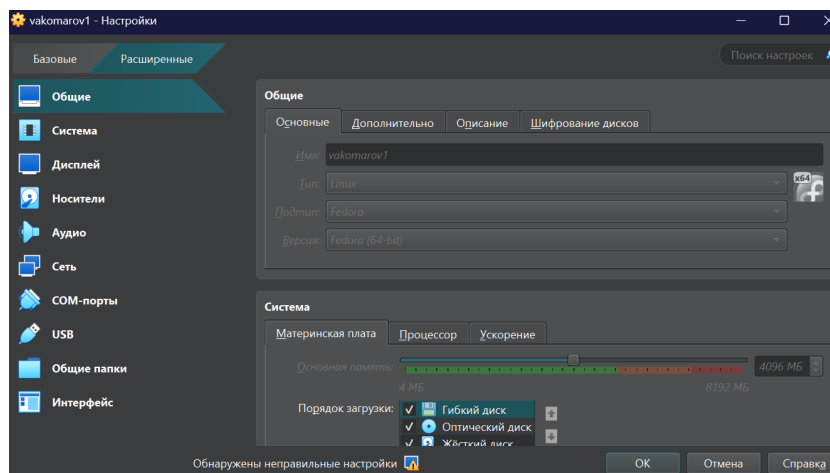 vakomarov1 - Настройки
Базовые Расширенные Поиск настроек
Общие
Система
Дисплей
Носители
Аудио
Сеть
COM-порты
USB
Общие папки
Интерфейс
Общие
Основные Дополнительно Описание Шифрование дисков
Имя: vakomarov1
Тип: Linux
x64
Подтип: Fedora
Версия: Fedora (64-bit)
Система
Материнская плата Процессор Ускорение
Основная память: 4096 МБ
4 МБ 8192 МБ
Порядок загрузки: Гибкий диск
Оптический диск
Жёсткий диск
Обнаружены неправильные настройки OK Отмена Справка